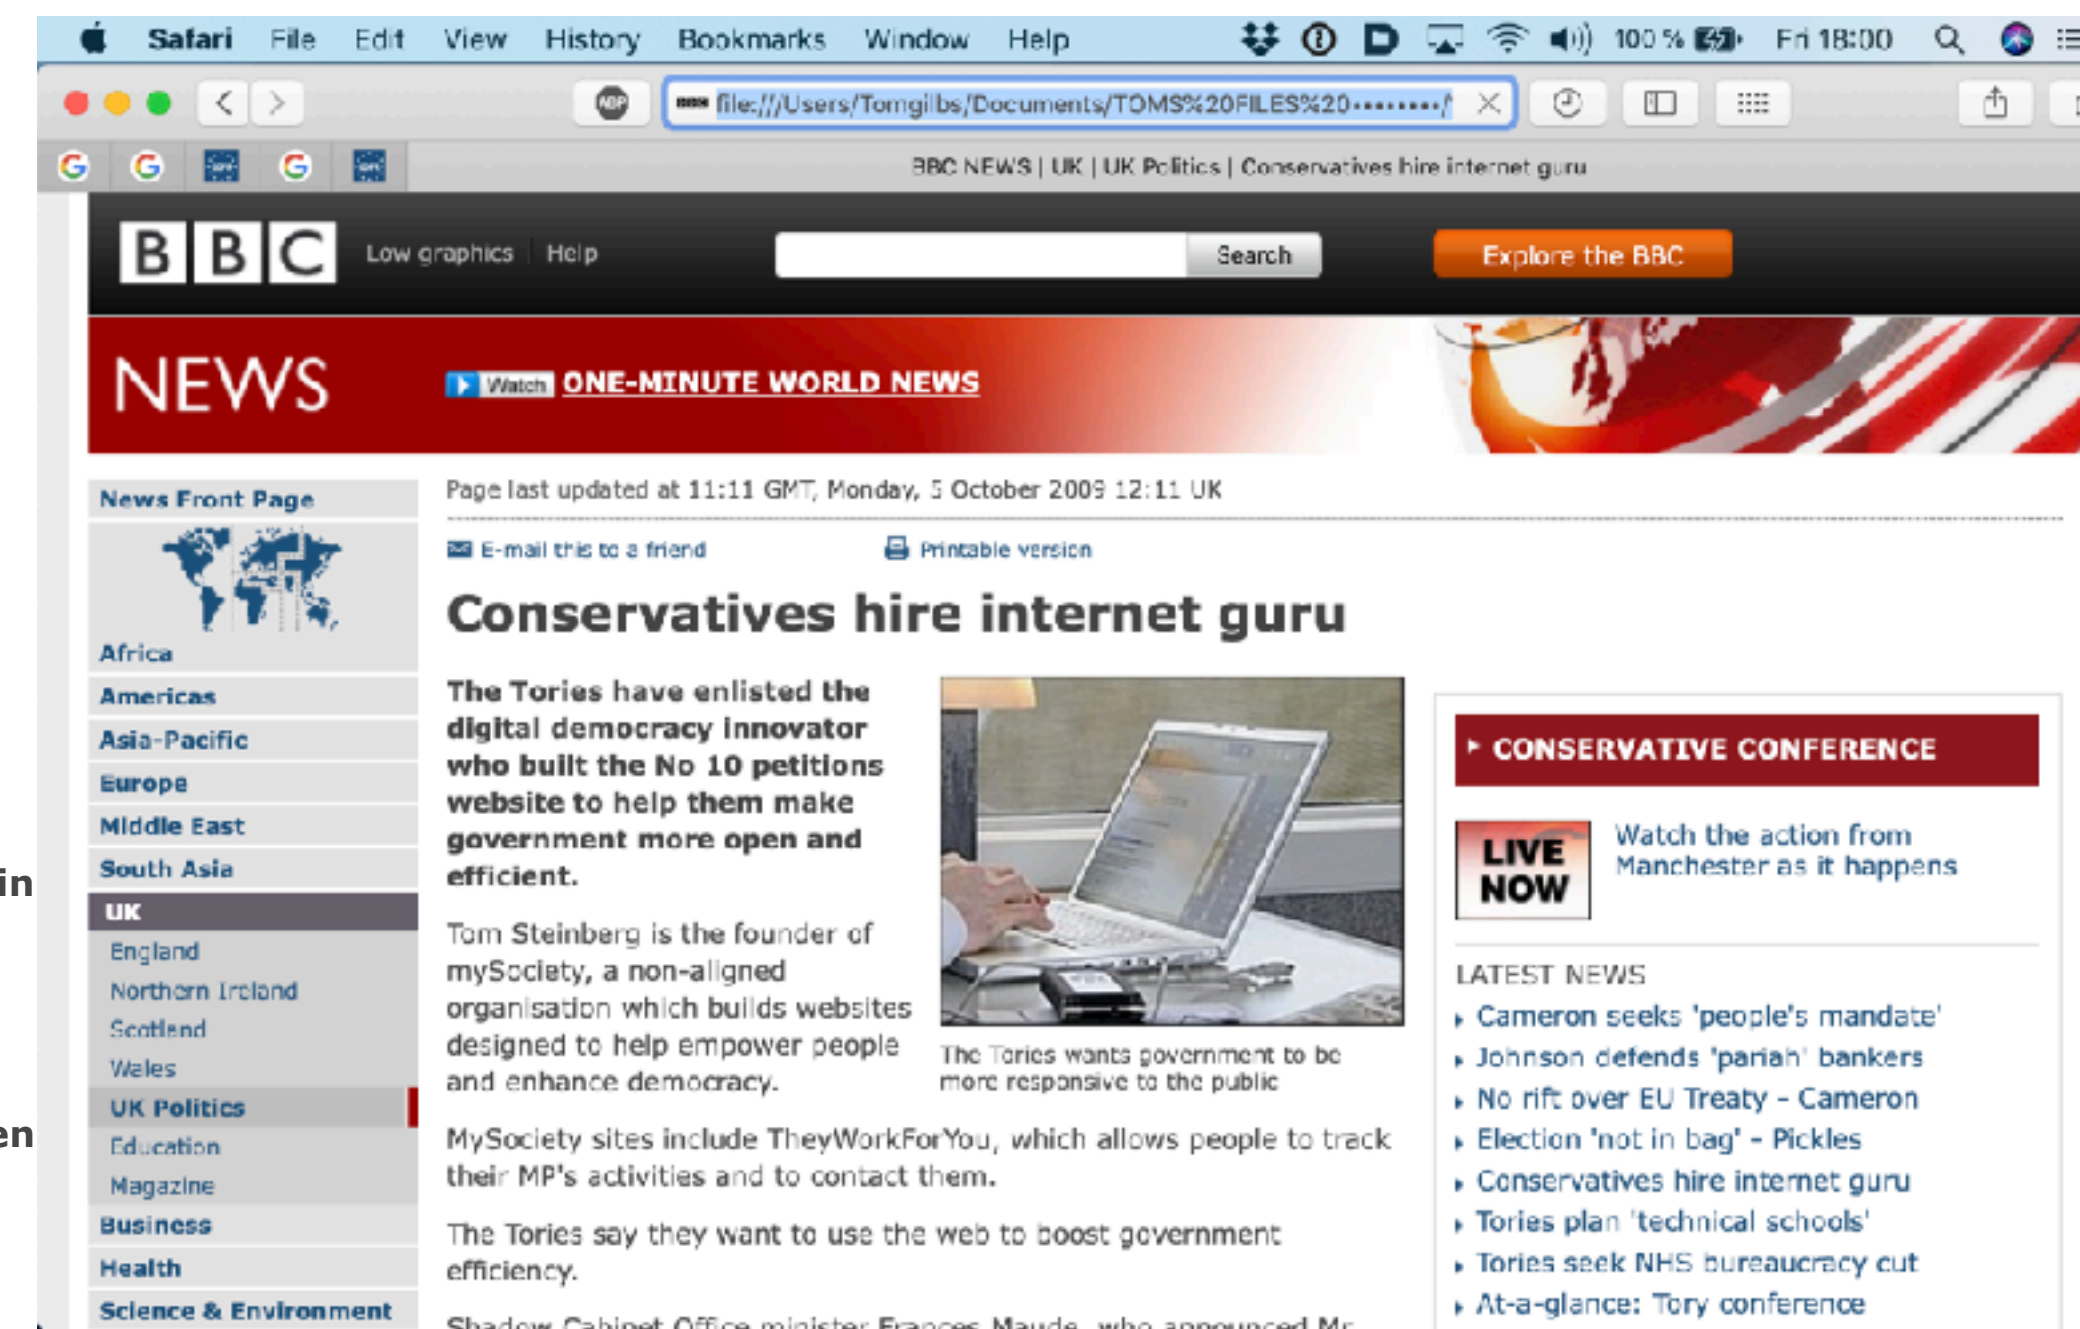 Safari File Edit View History Bookmarks Window Help 100 % Fri 18:00
ABP file:///Users/Tomgilbs/Documents/TOMS%20FILES%20
BBC NEWS | UK | UK Politics | Conservatives hire internet guru
BBC Low graphics Help Search Explore the BBC
NEWS Watch ONE-MINUTE WORLD NEWS
News Front Page
Africa
Americas
Asia-Pacific
Europe
Middle East
South Asia
UK
England
Northern Ireland
Scotland
Wales
UK Politics
Education
Magazine
Business
Health
Science & Environment
in
en
Page last updated at 11:11 GMT, Monday, 5 October 2009 12:11 UK
E-mail this to a friend Printable version
Conservatives hire internet guru
The Tories have enlisted the
digital democracy innovator
who built the No 10 petitions
website to help them make
government more open and
efficient.
Tom Steinberg is the founder of
mySociety, a non-aligned
organisation which builds websites
designed to help empower people
and enhance democracy.
The Tories wants government to be
more responsive to the public
MySociety sites include TheyWorkForYou, which allows people to track
their MP's activities and to contact them.
The Tories say they want to use the web to boost government
efficiency.
Shadow Cabinet Office minister Frances Maude, who announced Mr
CONSERVATIVE CONFERENCE
LIVE
NOW
Watch the action from
Manchester as it happens
LATEST NEWS
Cameron seeks 'people's mandate'
Johnson defends 'pariah' bankers
No rift over EU Treaty - Cameron
Election 'not in bag' - Pickles
Conservatives hire internet guru
Tories plan 'technical schools'
Tories seek NHS bureaucracy cut
At-a-glance: Tory conference